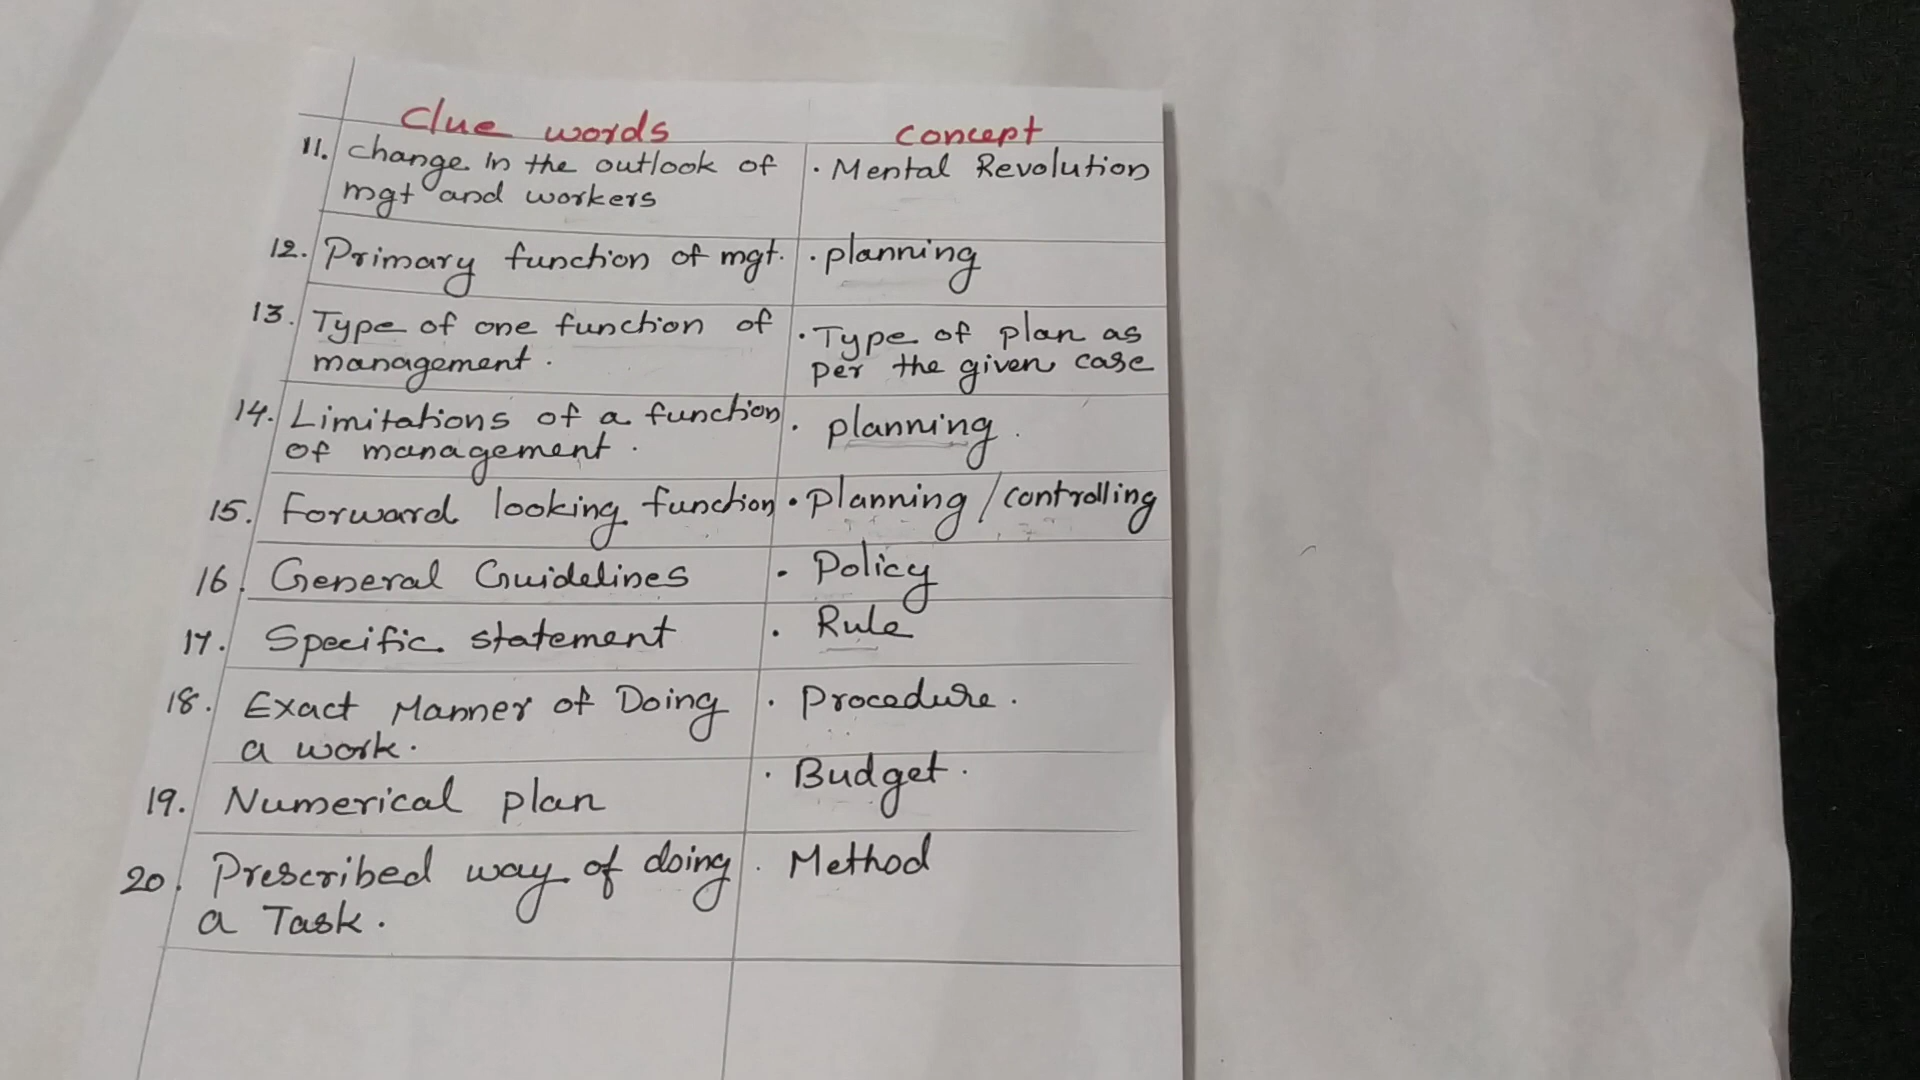 Clue words concept
11. change in the outlook of . Mental Revolution
mgt and workers
12. Primary function of mgt. . planning
13. Type of one function of . Type of plan as
management. per the given case
14. Limitations of a function . planning.
of management.
15. Forward looking function . Planning / controlling
16. General Guidelines . Policy
17. Specific statement . Rule
18. Exact Manner of Doing . Procedure.
a work.
19. Numerical plan . Budget.
20. Prescribed way of doing . Method
a Task.